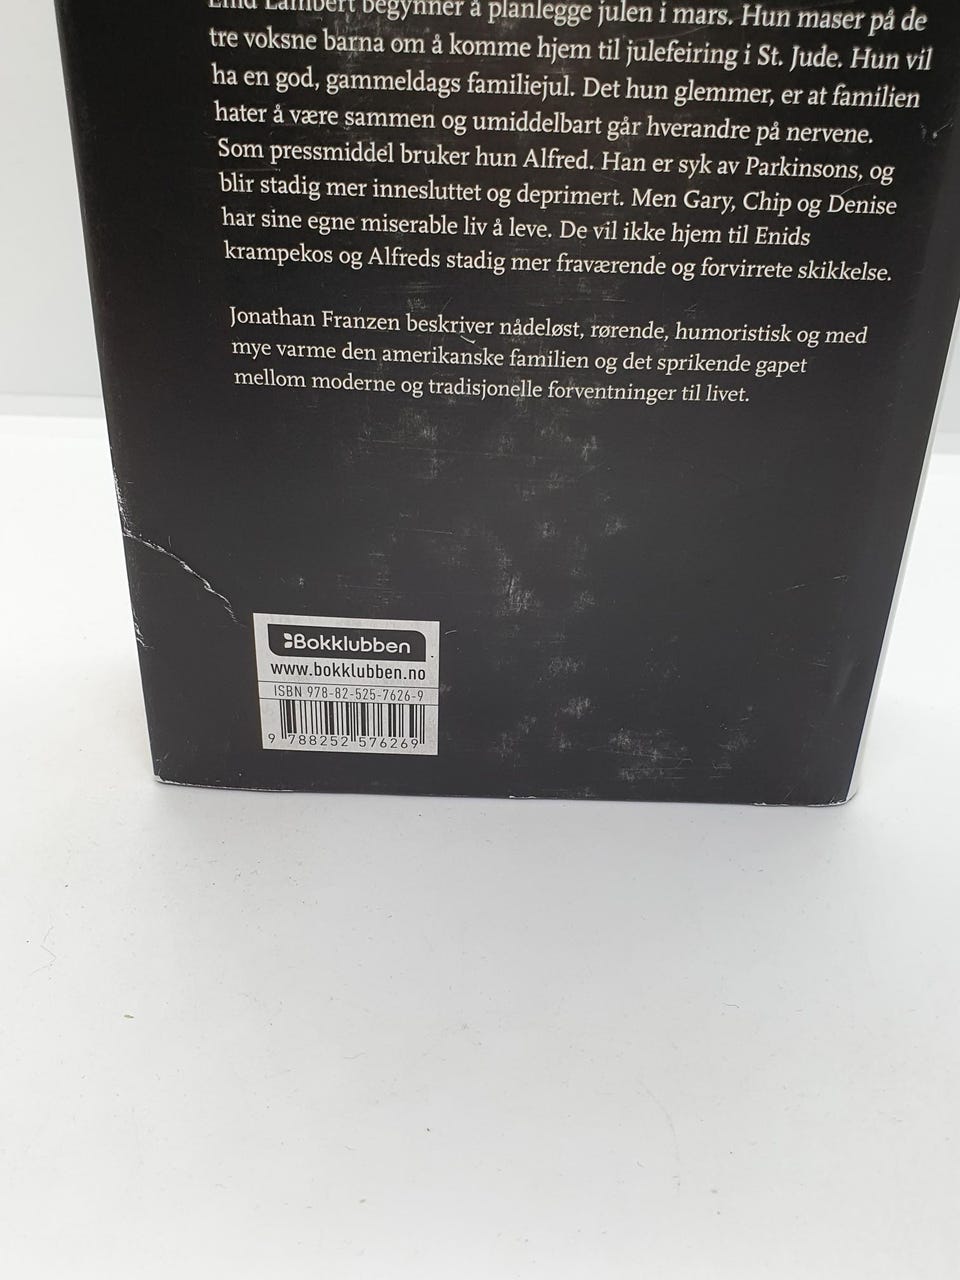 Enid Lambert begynner å planlegge julen i mars. Hun maser på de
tre voksne barna om å komme hjem til julefeiring i St. Jude. Hun vil
ha en god, gammeldags familiejul. Det hun glemmer, er at familien
hater å være sammen og umiddelbart går hverandre på nervene.
Som pressmiddel bruker hun Alfred. Han er syk av Parkinsons, og
blir stadig mer innesluttet og deprimert. Men Gary, Chip og Denise
har sine egne miserable liv å leve. De vil ikke hjem til Enids
krampekos og Alfreds stadig mer fraværende og forvirrete skikkelse.
Jonathan Franzen beskriver nådeløst, rørende, humoristisk og med
mye varme den amerikanske familien og det sprikende gapet
mellom moderne og tradisjonelle forventninger til livet.
Bokklubben
www.bokklubben.no
ISBN 978-82-525-7626-9
9 788252 576269